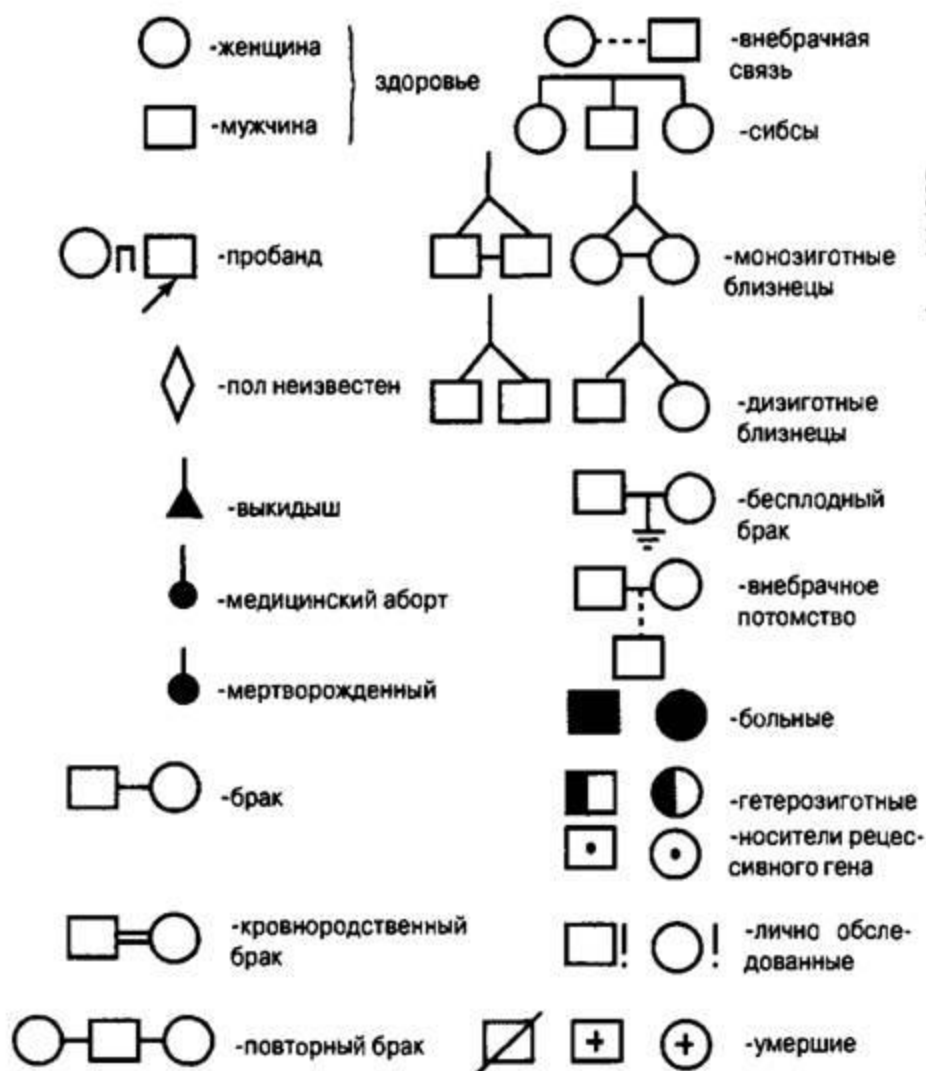 -женщина
-мужчина
здоровье
-внебрачная
связь
-сибсы
п
-пробанд
-монозиготные
близнецы
-пол неизвестен
-дизиготные
близнецы
-выкидыш
-бесплодный
брак
-медицинский аборт
-внебрачное
потомство
-мертворожденный
-больные
-брак
-гетерозиготные
-носители рецес-
сивного гена
-кровнородственный
брак
! !
-лично обсле-
дованные
-повторный брак
-умершие